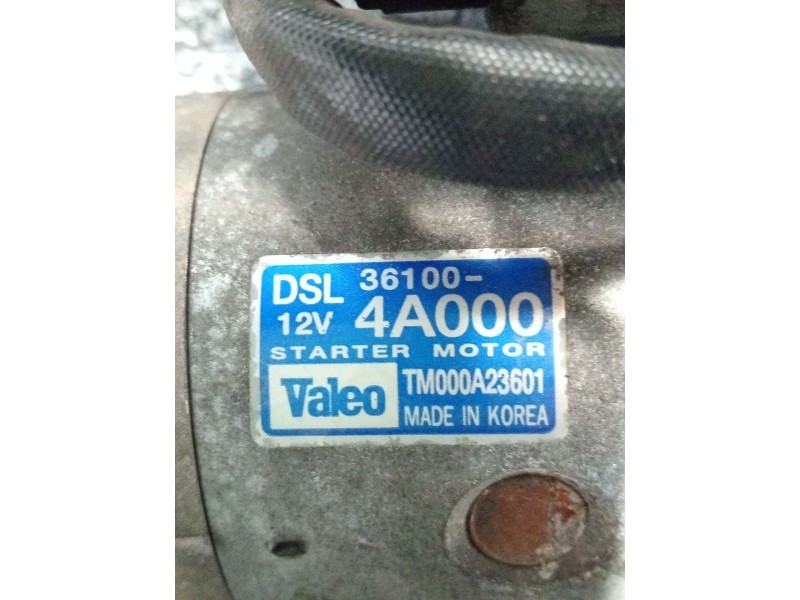 DSL 36100-
12V 4A000
STARTER MOTOR
Valeo TM000A23601
MADE IN KOREA